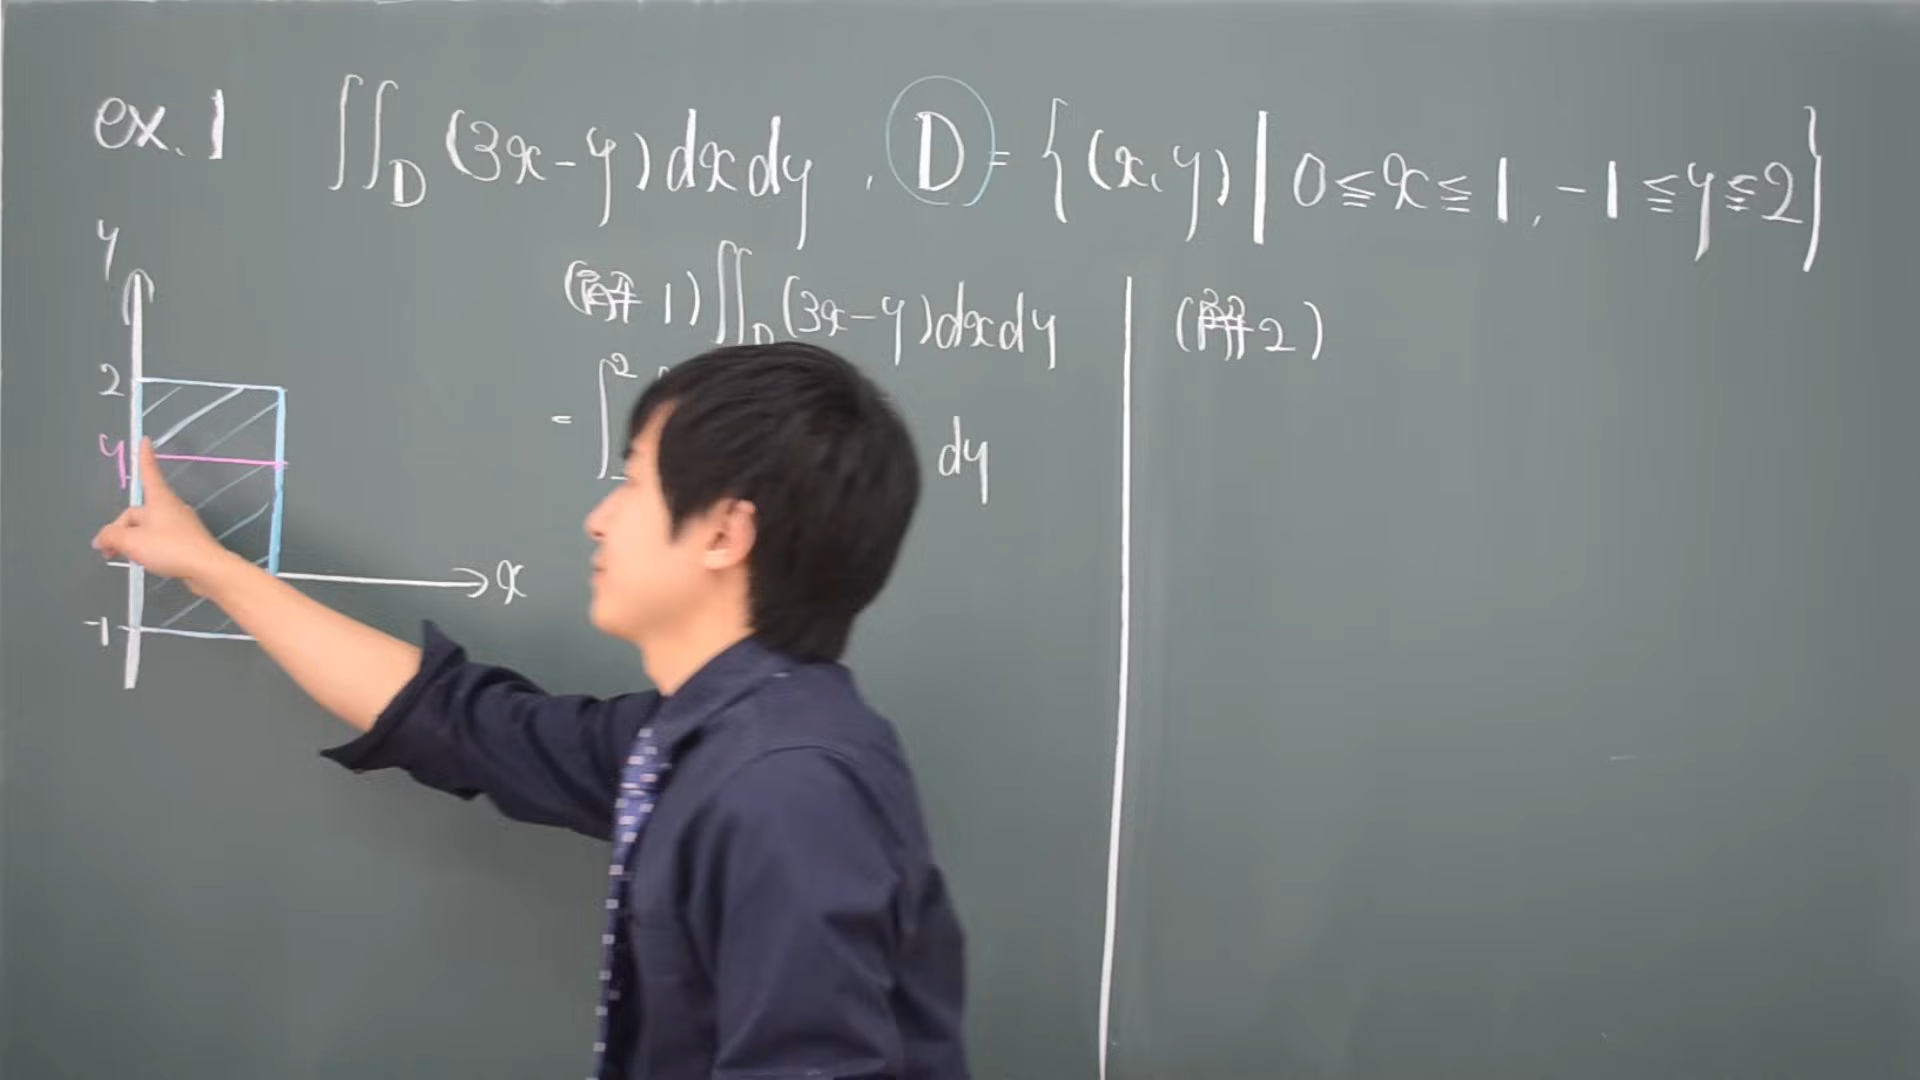 ex.1 ∬_D (3x-y)dxdy , D = {(x,y) | 0≦x≦1, -1≦y≦2}
y
2
y
-1
x
(解1) ∬_D (3x-y)dxdy
= ∫ 2 dy
(解2)